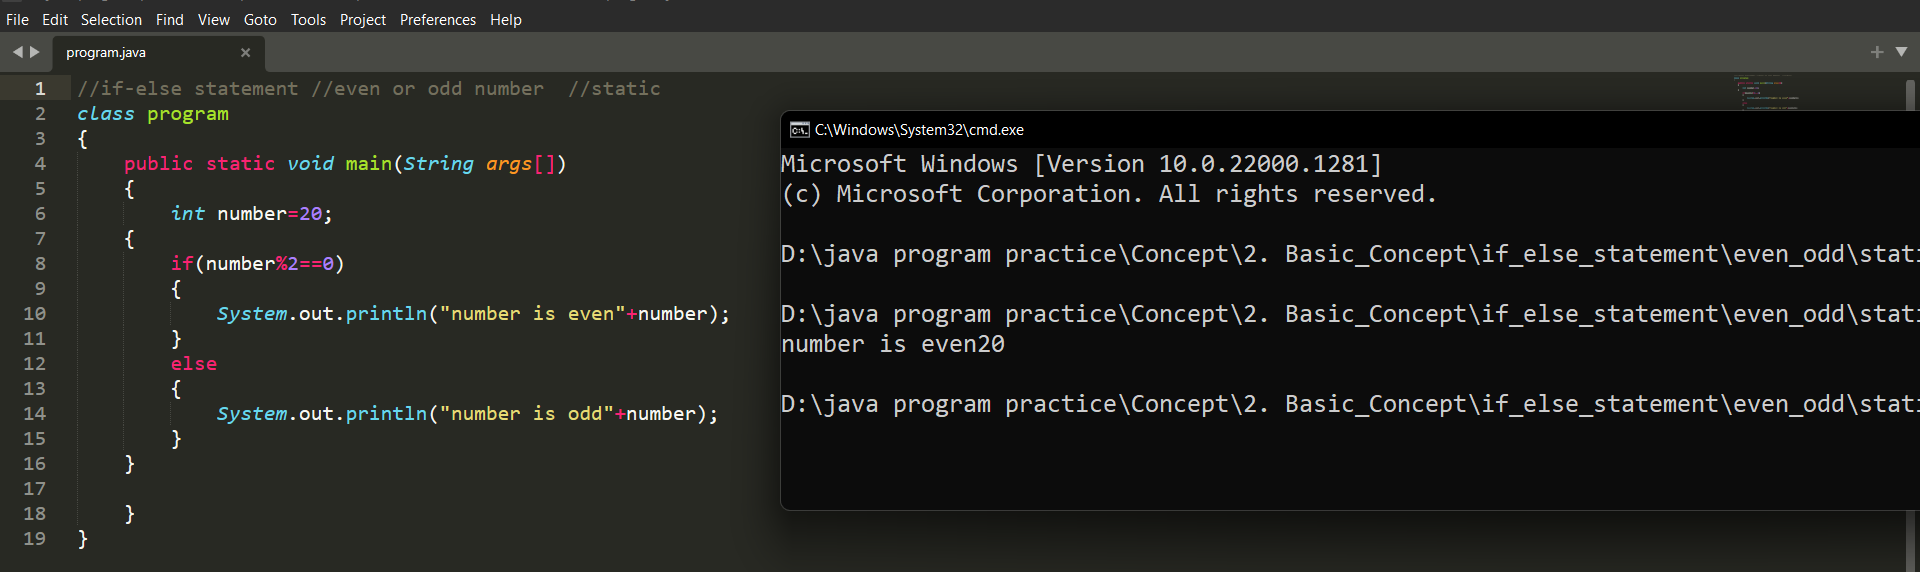 File Edit Selection Find View Goto Tools Project Preferences Help
program.java
1 //if-else statement //even or odd number  //static
2 class program
3 {
4     public static void main(String args[])
5     {
6         int number=20;
7     {
8         if(number%2==0)
9         {
10             System.out.println("number is even"+number);
11         }
12         else
13         {
14             System.out.println("number is odd"+number);
15         }
16     }
17
18     }
19 }
C:\Windows\System32\cmd.exe
Microsoft Windows [Version 10.0.22000.1281]
(c) Microsoft Corporation. All rights reserved.
D:\java program practice\Concept\2. Basic_Concept\if_else_statement\even_odd\stati
D:\java program practice\Concept\2. Basic_Concept\if_else_statement\even_odd\stati
number is even20
D:\java program practice\Concept\2. Basic_Concept\if_else_statement\even_odd\stati